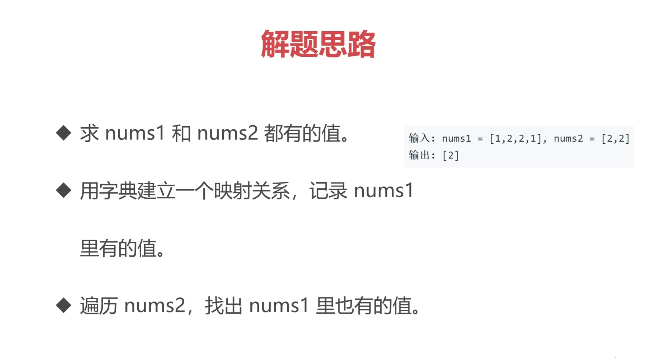 解题思路
◆ 求 nums1 和 nums2 都有的值。
输入: nums1 = [1,2,2,1], nums2 = [2,2]
输出: [2]
◆ 用字典建立一个映射关系，记录 nums1
里有的值。
◆ 遍历 nums2，找出 nums1 里也有的值。